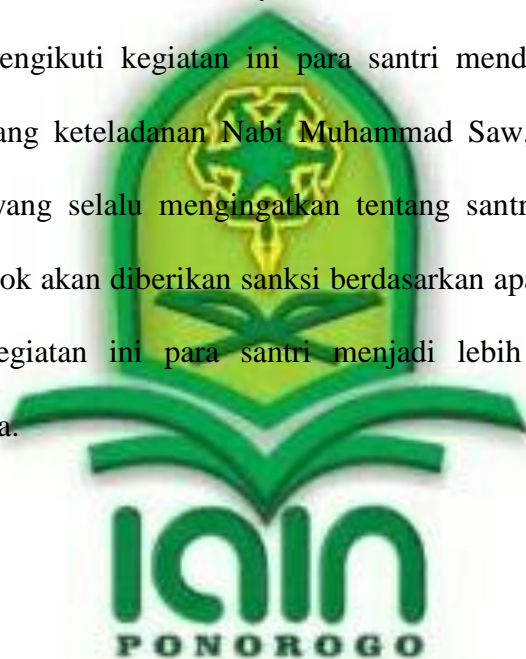 engikuti kegiatan ini para santri mend
ang keteladanan Nabi Muhammad Saw,
yang selalu mengingatkan tentang santr
ok akan diberikan sanksi berdasarkan apa
egiatan ini para santri menjadi lebih
a.
IAIN
PONOROGO